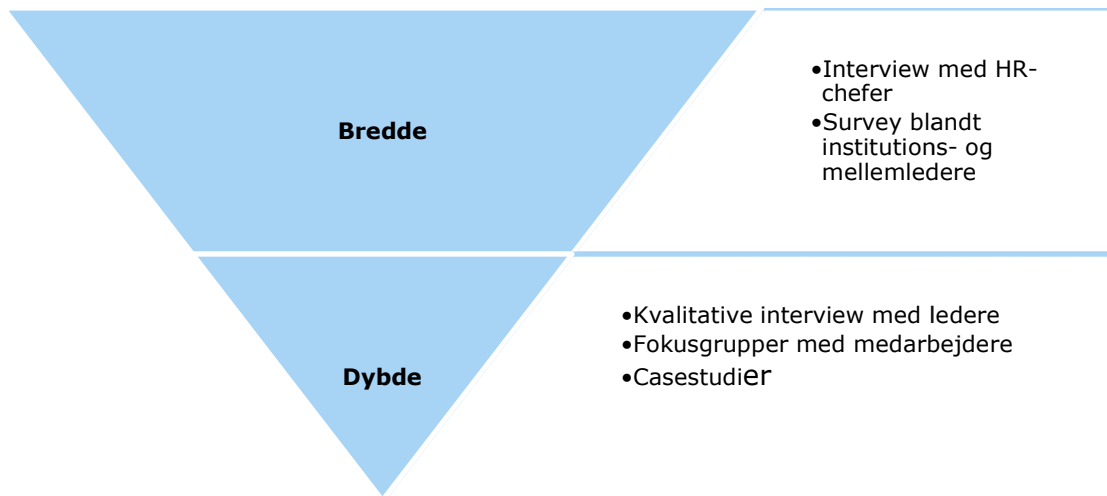 Bredde
•Interview med HR-
chefer
•Survey blandt
institutions- og
mellemledere
Dybde
•Kvalitative interview med ledere
•Fokusgrupper med medarbejdere
•Casestudier